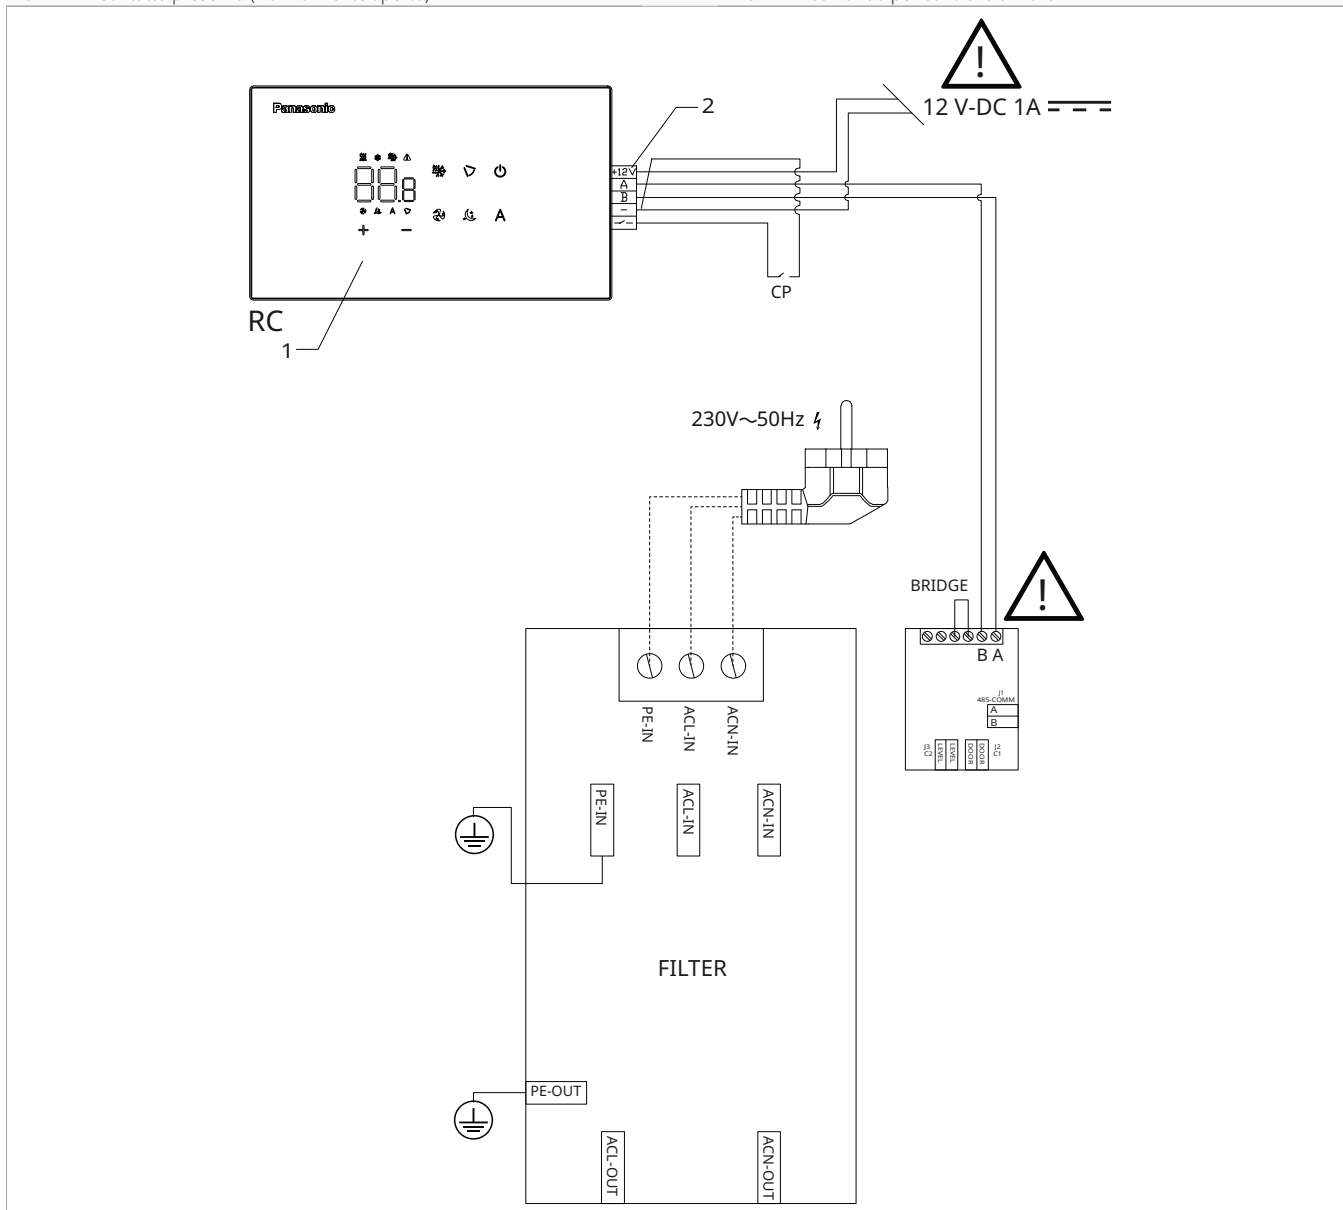 Panasonic
2
12 V-DC 1A
+12V
A
B
-
88.8
A
A
+ -
CP
RC
1
230V~50Hz
BRIDGE
B A
J1
485-COMM
A
B
J3
C2
LEVEL
LEVEL
DOOR
DOOR
J2
C1
PE-IN
ACL-IN
ACN-IN
PE-IN
ACL-IN
ACN-IN
FILTER
PE-OUT
ACL-OUT
ACN-OUT